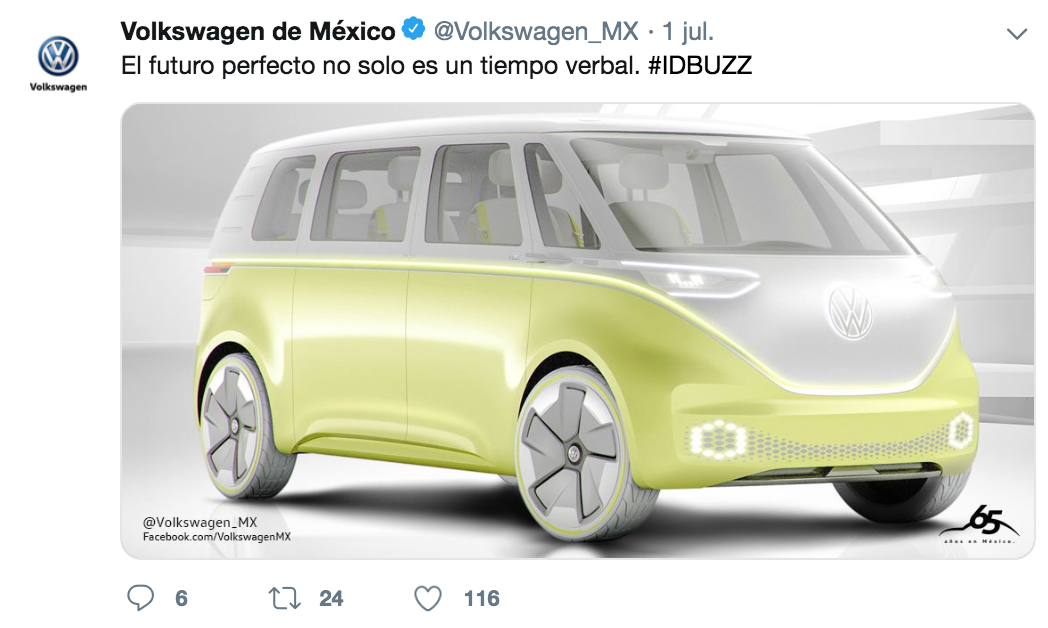 Volkswagen de México @Volkswagen_MX · 1 jul.
El futuro perfecto no solo es un tiempo verbal. #IDBUZZ
Volkswagen
@Volkswagen_MX
Facebook.com/VolkswagenMX
65
años en México.
6 24 116